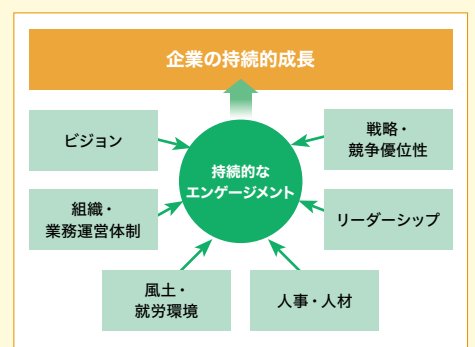 企業の持続的成長
ビジョン
戦略・
競争優位性
持続的な
エンゲージメント
組織・
業務運営体制
リーダーシップ
風土・
就労環境
人事・人材